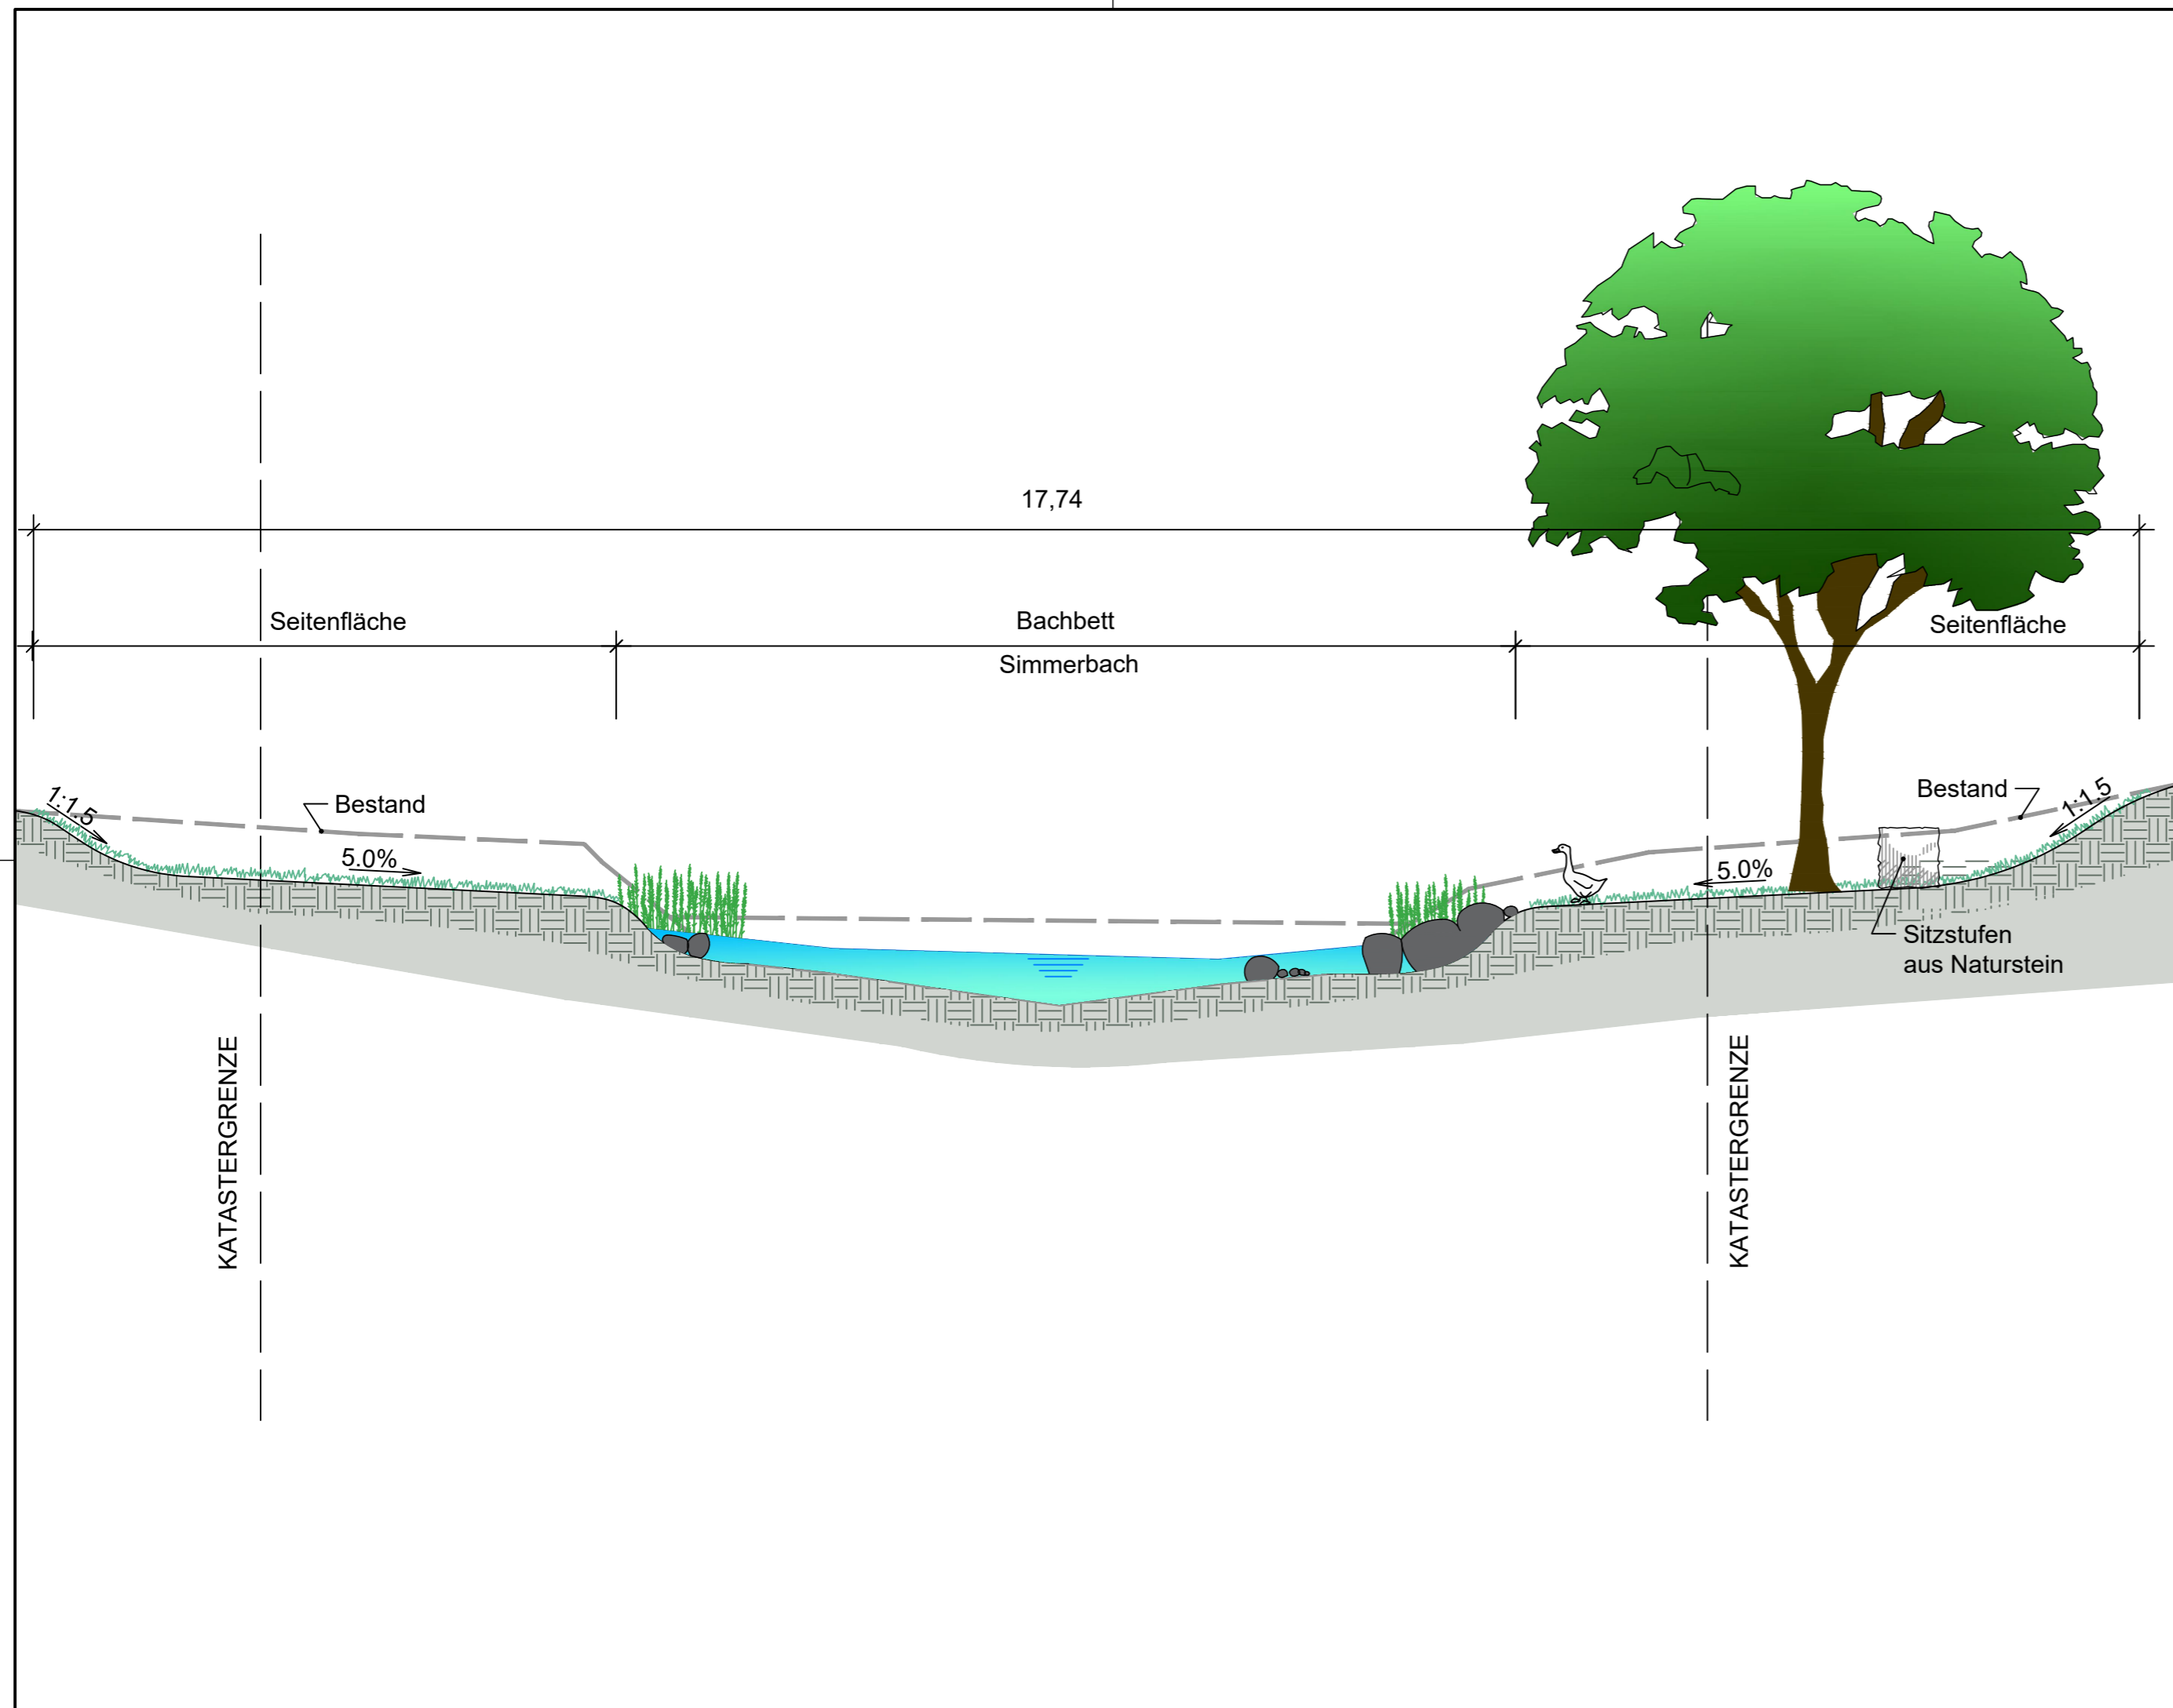 17,74
Seitenfläche
Bachbett
Seitenfläche
Simmerbach
1:1.5
Bestand
Bestand
1:1.5
5.0%
5.0%
Sitzstufen
aus Naturstein
KATASTERGRENZE
KATASTERGRENZE